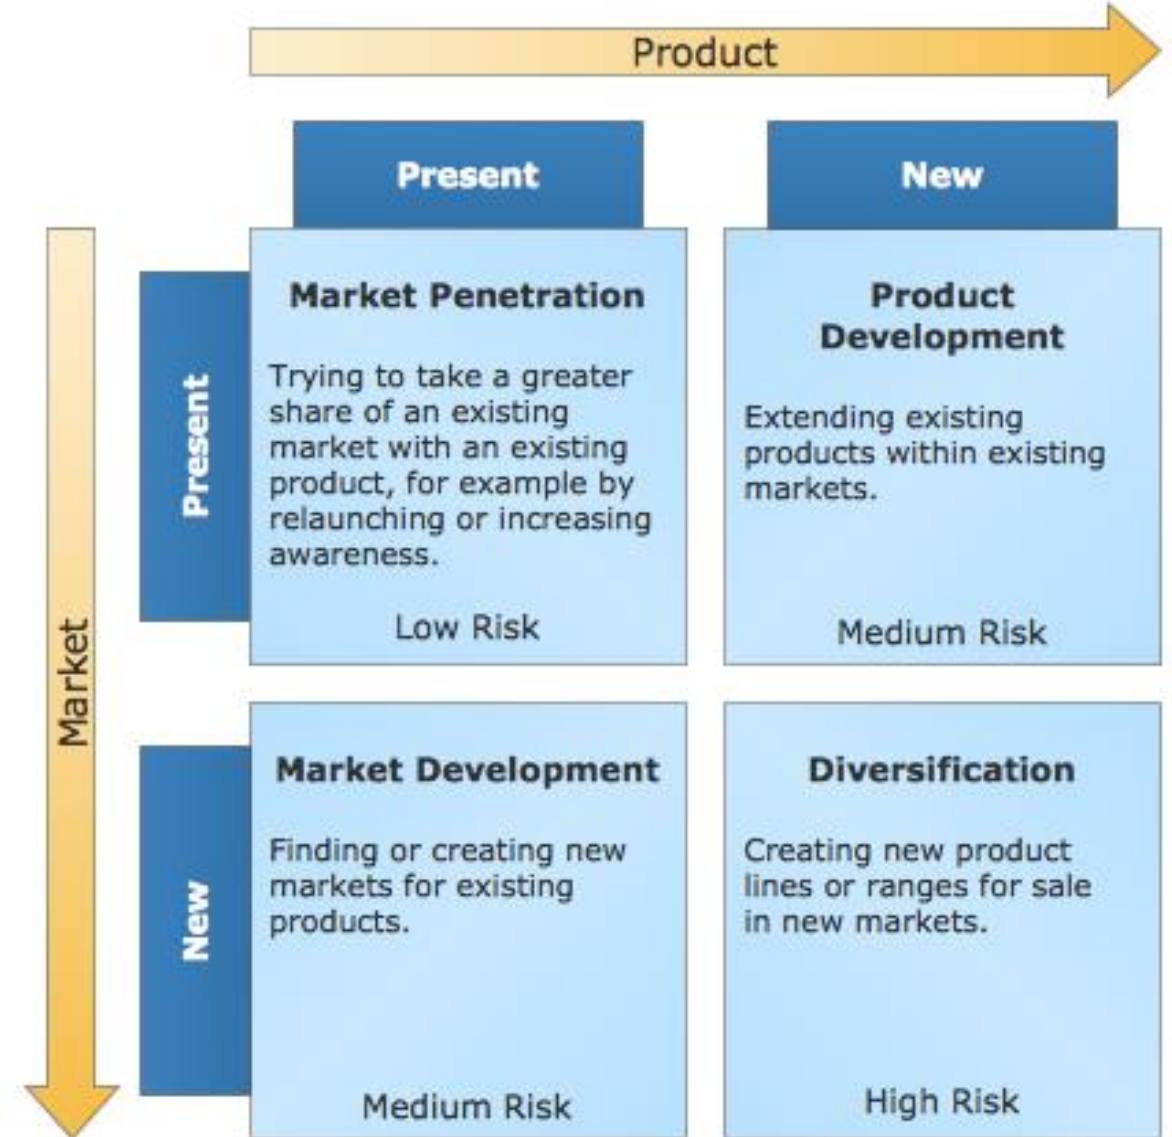 Product
Present
New
Market
Present
Market Penetration
Trying to take a greater
share of an existing
market with an existing
product, for example by
relaunching or increasing
awareness.
Low Risk
Product
Development
Extending existing
products within existing
markets.
Medium Risk
New
Market Development
Finding or creating new
markets for existing
products.
Medium Risk
Diversification
Creating new product
lines or ranges for sale
in new markets.
High Risk